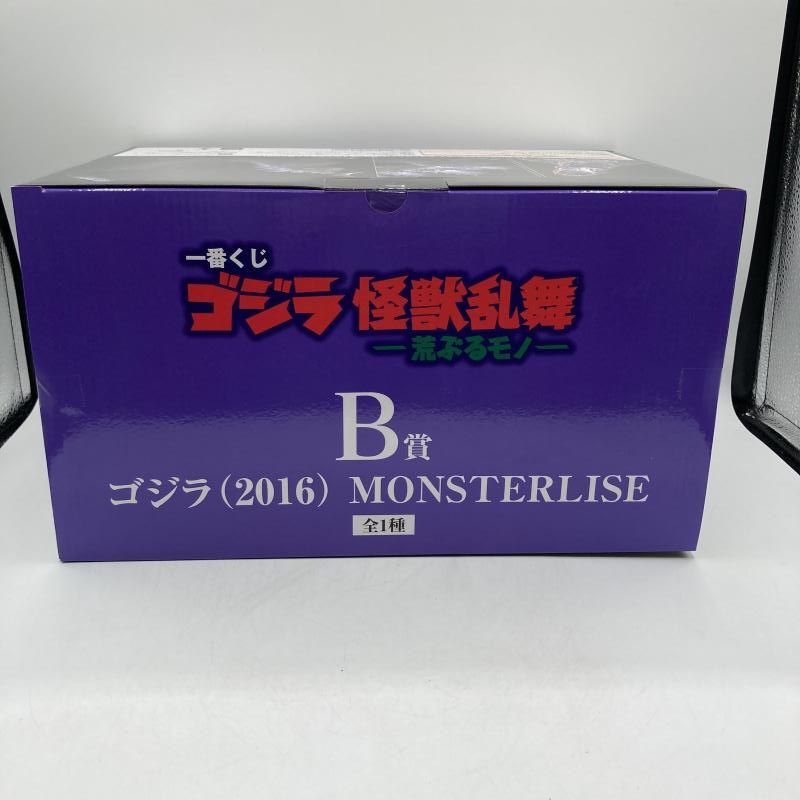 一番くじ
ゴジラ 怪獣乱舞
―荒ぶるモノ―
B賞
ゴジラ（2016） MONSTERLISE
全1種